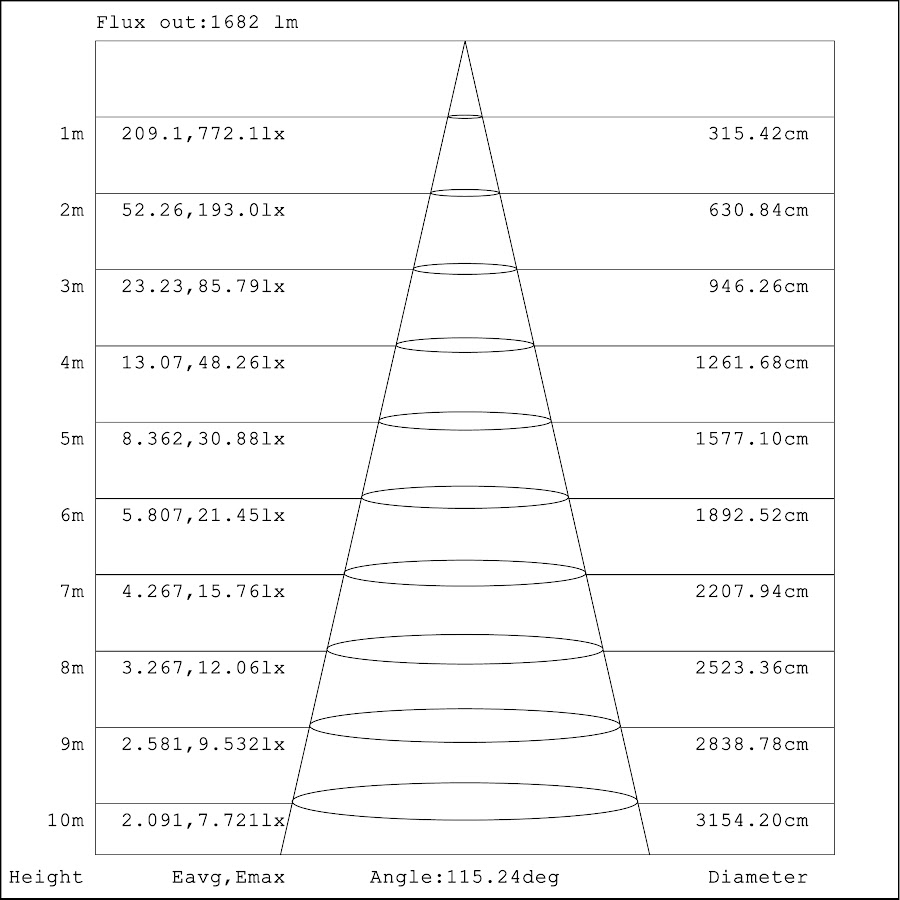 Flux out:1682 lm
1m 209.1,772.1lx 315.42cm
2m 52.26,193.0lx 630.84cm
3m 23.23,85.79lx 946.26cm
4m 13.07,48.26lx 1261.68cm
5m 8.362,30.88lx 1577.10cm
6m 5.807,21.45lx 1892.52cm
7m 4.267,15.76lx 2207.94cm
8m 3.267,12.06lx 2523.36cm
9m 2.581,9.532lx 2838.78cm
10m 2.091,7.721lx 3154.20cm
Height Eavg,Emax Angle:115.24deg Diameter